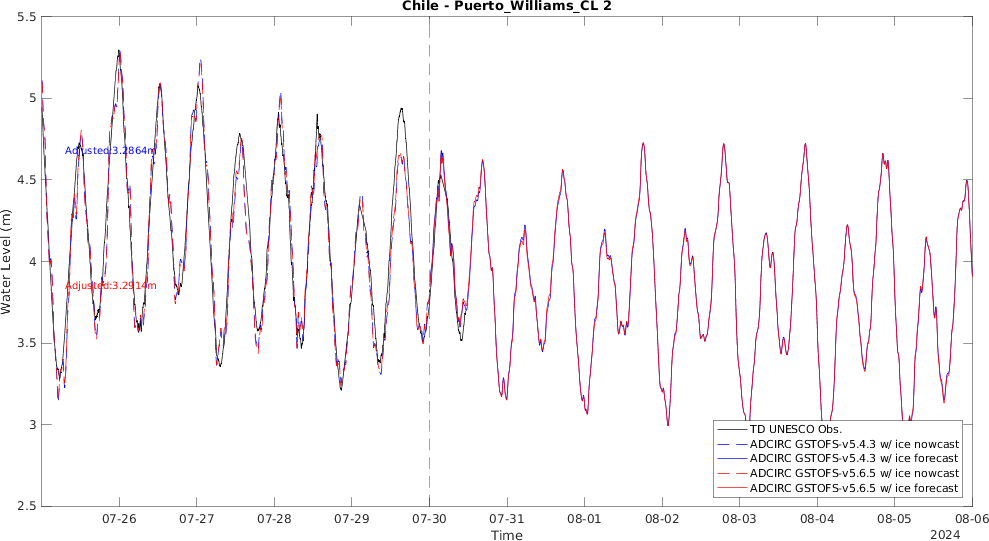 Chile - Puerto_Williams_CL 2
5.5
5
4.5
4
3.5
3
2.5
Water Level (m)
Adjusted:3.2864m
Adjusted:3.2914m
TD UNESCO Obs.
ADCIRC GSTOFS-v5.4.3 w/ ice nowcast
ADCIRC GSTOFS-v5.4.3 w/ ice forecast
ADCIRC GSTOFS-v5.6.5 w/ ice nowcast
ADCIRC GSTOFS-v5.6.5 w/ ice forecast
07-26 07-27 07-28 07-29 07-30 07-31 08-01 08-02 08-03 08-04 08-05 08-06
Time
2024